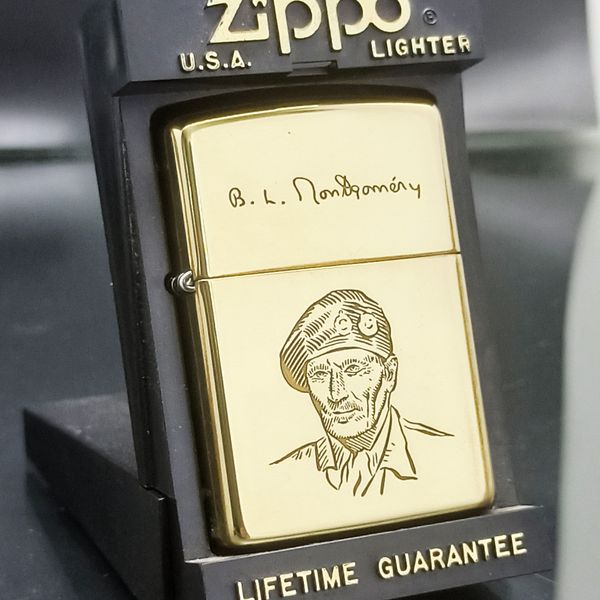 Zippo ®
U.S.A. LIGHTER
B. L. Montgomery
LIFETIME GUARANTEE